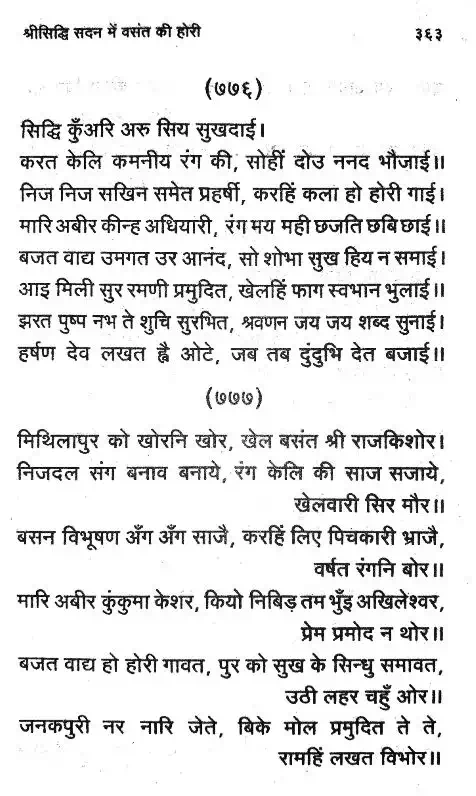 श्रीसिद्धि सदन में वसंत की होरी ३६३
(७७६)
सिद्धि कुँअरि अरु सिय सुखदाई।
करत केलि कमनीय रंग की, सोहीं दोउ ननद भौजाई॥
निज निज सखिन समेत प्रहर्षी, करहिं कला हो होरी गाई।
मारि अबीर कीन्ह अधियारी, रंग मय मही छजति छबि छाई॥
बजत वाद्य उमगत उर आनंद, सो शोभा सुख हिय न समाई।
आइ मिली सुर रमणी प्रमुदित, खेलहिं फाग स्वभान भुलाई॥
झरत पुष्प नभ ते शुचि सुरभित, श्रवणन जय जय शब्द सुनाई।
हर्षण देव लखत ह्वै ओटे, जब तब दुंदुभि देत बजाई॥
(७७७)
मिथिलापुर को खोरनि खोर, खेल बसंत श्री राजकिशोर।
निजदल संग बनाव बनाये, रंग केलि की साज सजाये,
खेलवारी सिर मौर॥
बसन विभूषण अँग अँग साजै, करहिं लिए पिचकारी भ्राजै,
वर्षत रंगनि बोर॥
मारि अबीर कुंकुमा केशर, कियो निबिड़ तम भुँइ अखिलेश्वर,
प्रेम प्रमोद न थोर॥
बजत वाद्य हो होरी गावत, पुर को सुख के सिन्धु समावत,
उठी लहर चहुँ ओर॥
जनकपुरी नर नारि जेते, बिके मोल प्रमुदित ते ते,
रामहिं लखत विभोर॥